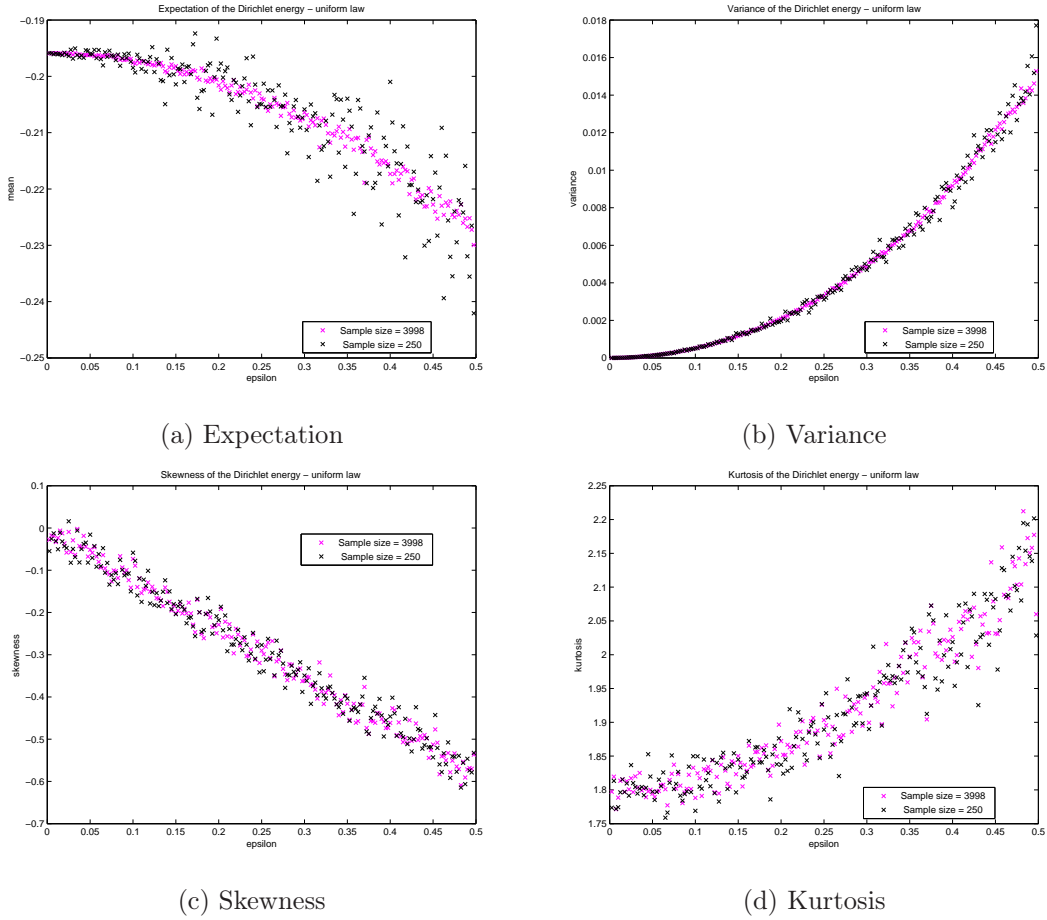 Expectation of the Dirichlet energy − uniform law
−0.19
−0.2
−0.21
−0.22
−0.23
−0.24
−0.25
mean
0 0.05 0.1 0.15 0.2 0.25 0.3 0.35 0.4 0.45 0.5
epsilon
Sample size = 3998
Sample size = 250
(a) Expectation
Variance of the Dirichlet energy − uniform law
0.018
0.016
0.014
0.012
0.01
0.008
0.006
0.004
0.002
0
variance
0 0.05 0.1 0.15 0.2 0.25 0.3 0.35 0.4 0.45 0.5
epsilon
Sample size = 3998
Sample size = 250
(b) Variance
Skewness of the Dirichlet energy − uniform law
0.1
0
−0.1
−0.2
−0.3
−0.4
−0.5
−0.6
−0.7
skewness
0 0.05 0.1 0.15 0.2 0.25 0.3 0.35 0.4 0.45 0.5
epsilon
Sample size = 3998
Sample size = 250
(c) Skewness
Kurtosis of the Dirichlet energy − uniform law
2.25
2.2
2.15
2.1
2.05
2
1.95
1.9
1.85
1.8
1.75
kurtosis
0 0.05 0.1 0.15 0.2 0.25 0.3 0.35 0.4 0.45 0.5
epsilon
Sample size = 3998
Sample size = 250
(d) Kurtosis